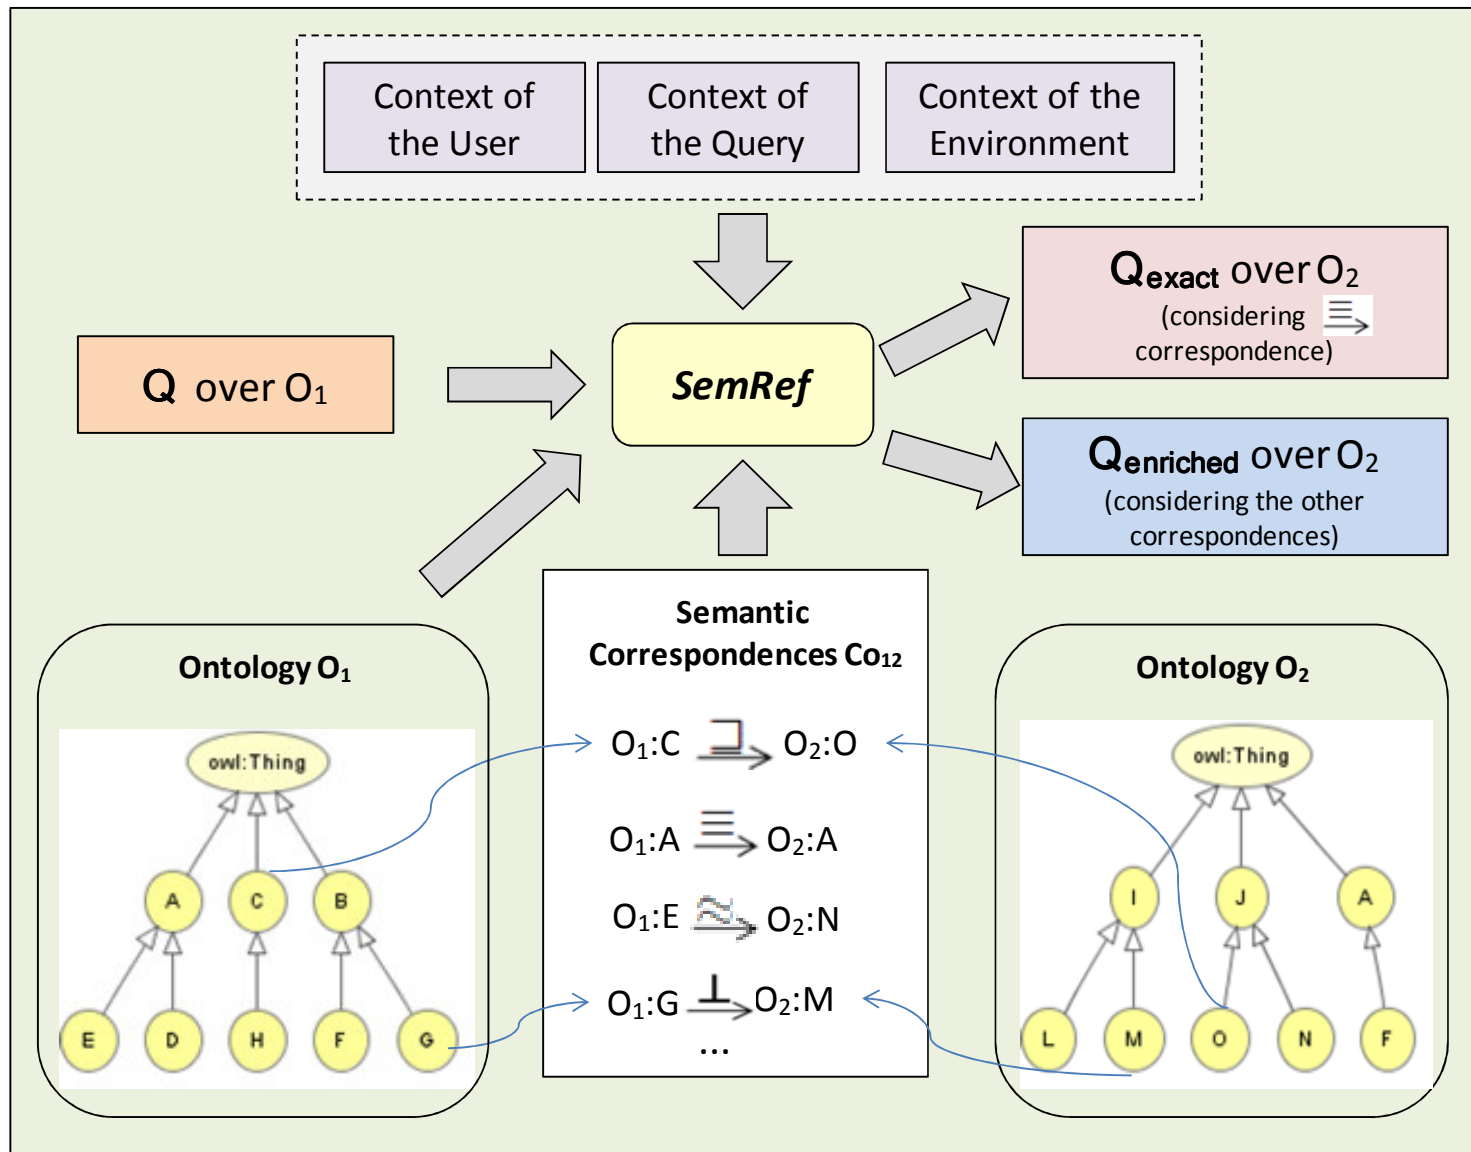 Context of
the User
Context of
the Query
Context of the
Environment
Q over O₁
SemRef
Q_exact over O₂
(considering ≡→
correspondence)
Q_enriched over O₂
(considering the other
correspondences)
Ontology O₁
owl:Thing
A C B
E D H F G
Semantic
Correspondences Co₁₂
O₁:C ⊒→ O₂:O
O₁:A ≡→ O₂:A
O₁:E ≈→ O₂:N
O₁:G ⊥→ O₂:M
...
Ontology O₂
owl:Thing
I J A
L M O N F